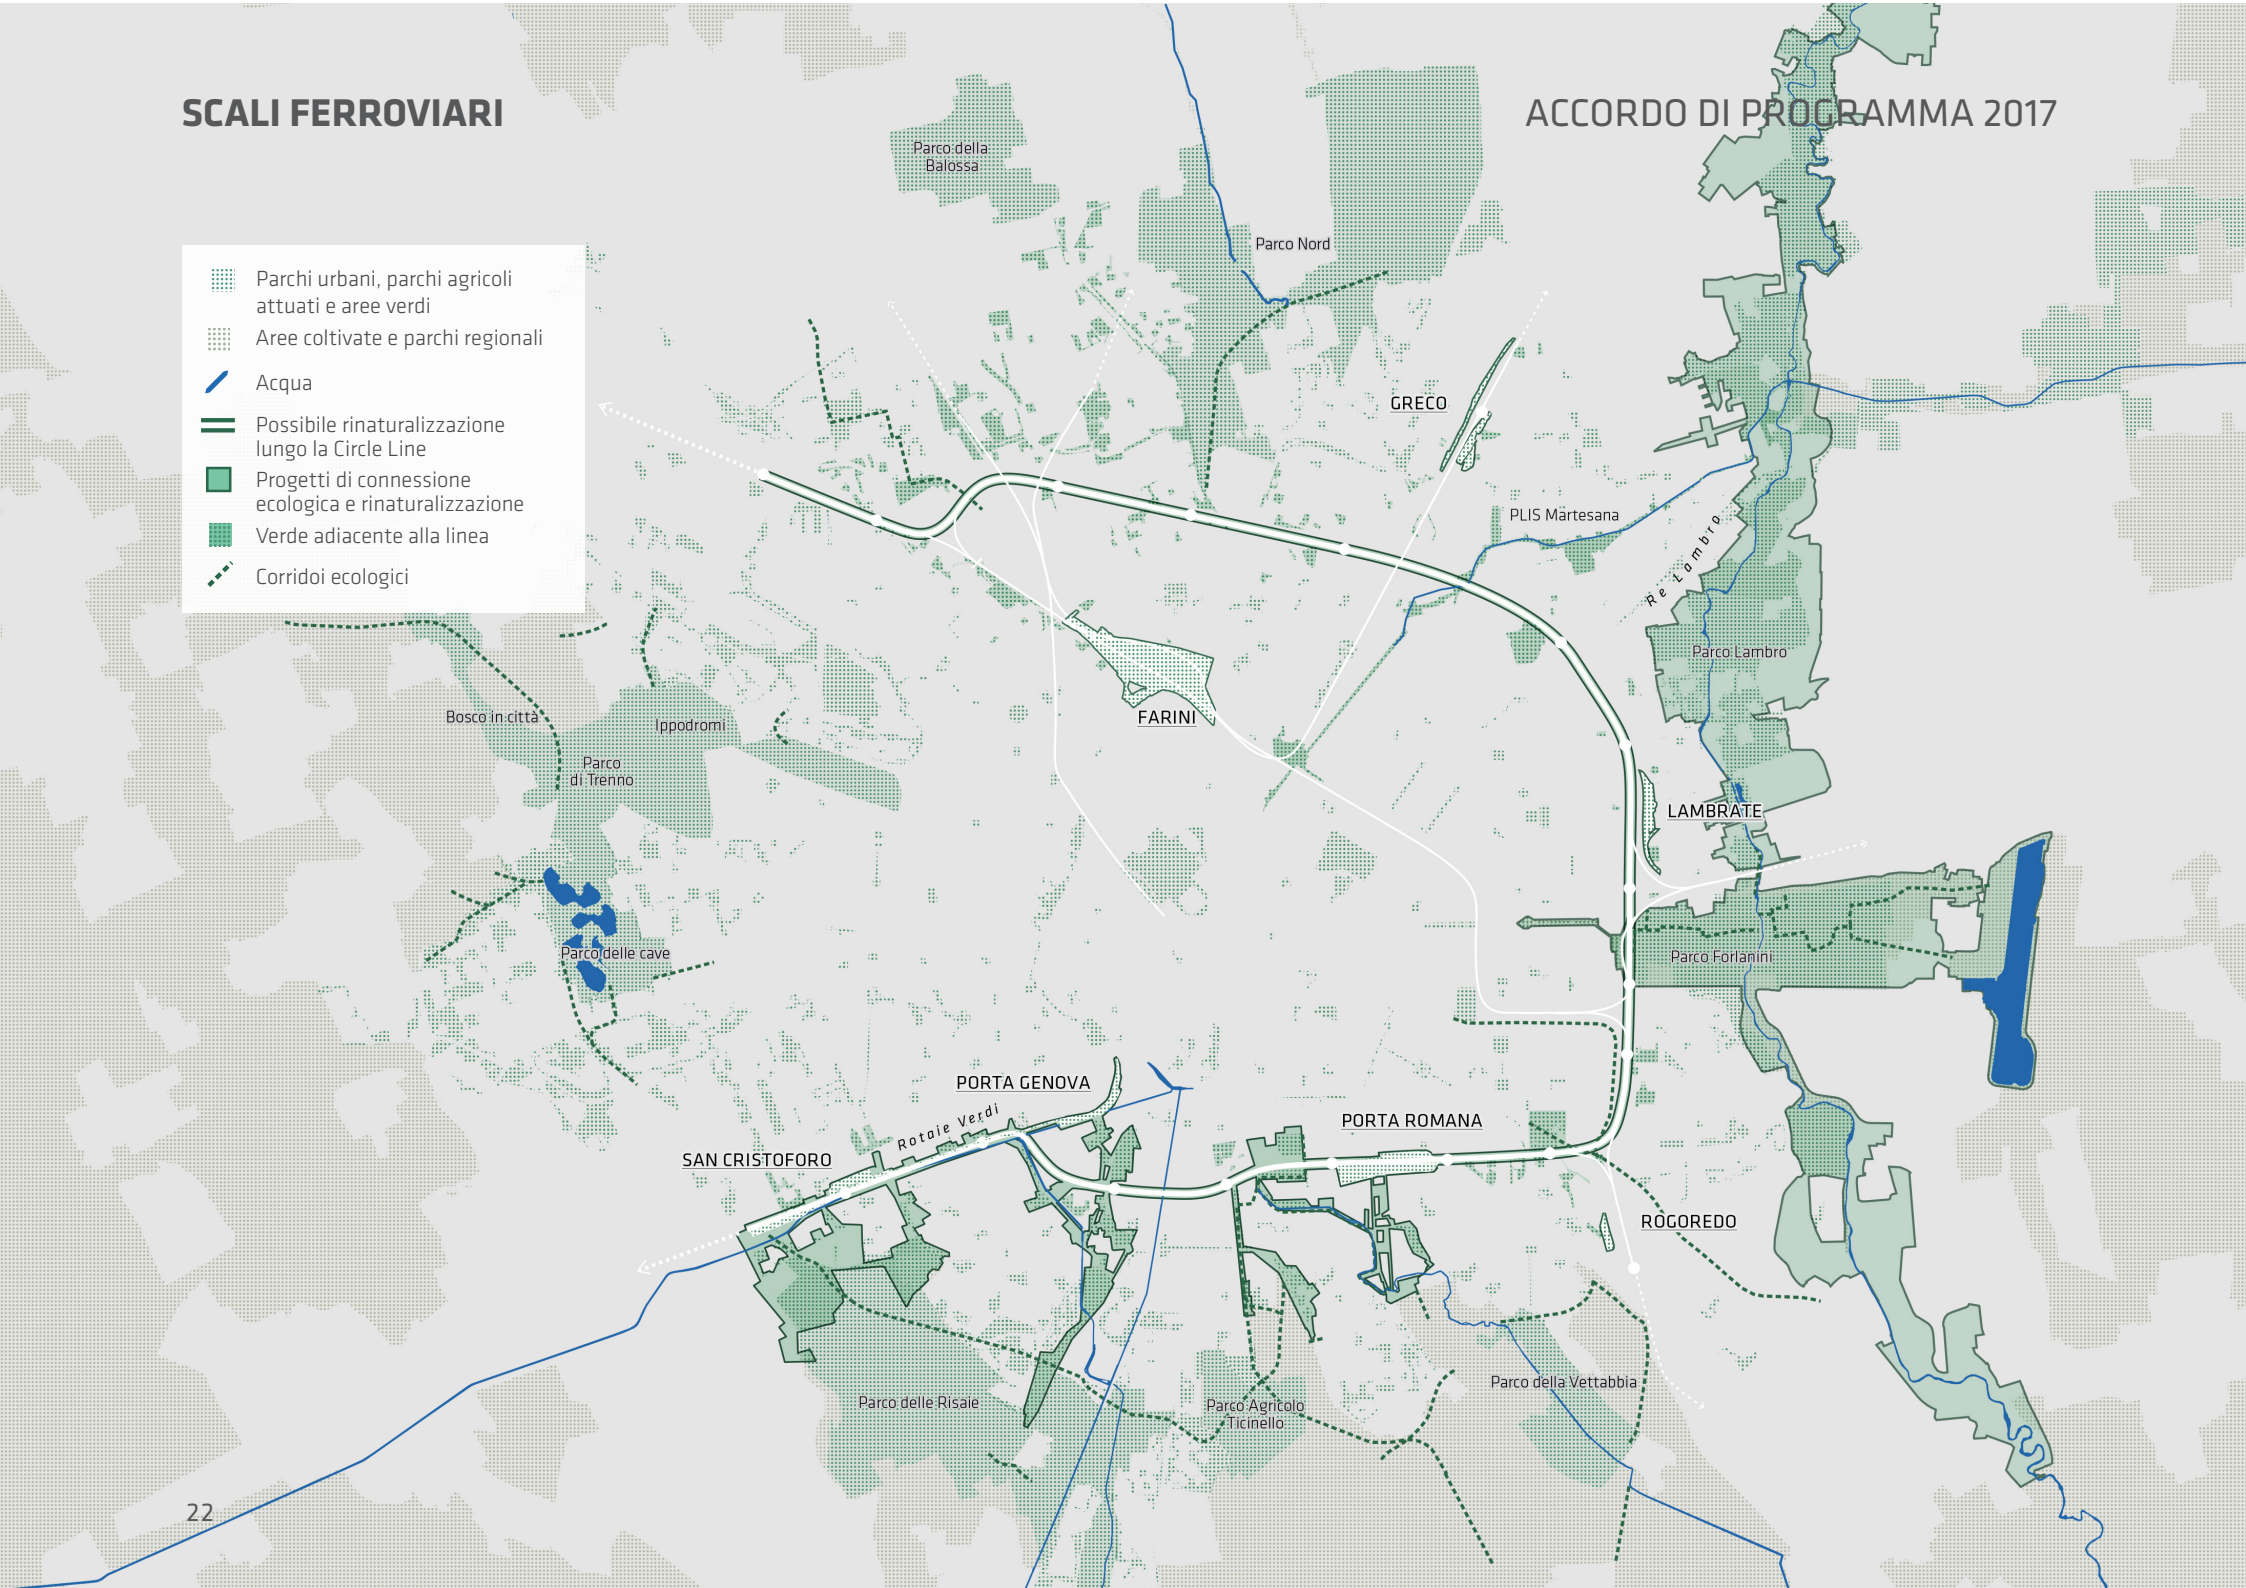 SCALI FERROVIARI
ACCORDO DI PROGRAMMA 2017
Parchi urbani, parchi agricoli
attuati e aree verdi
Aree coltivate e parchi regionali
Acqua
Possibile rinaturalizzazione
lungo la Circle Line
Progetti di connessione
ecologica e rinaturalizzazione
Verde adiacente alla linea
Corridoi ecologici
Parco della
Balossa
Parco Nord
GRECO
PLIS Martesana
Re Lambro
Parco Lambro
Bosco in città
Ippodromi
FARINI
Parco
di Trenno
LAMBRATE
Parco delle cave
Parco Forlanini
PORTA GENOVA
Rotaie Verdi
PORTA ROMANA
SAN CRISTOFORO
ROGOREDO
Parco delle Risaie
Parco Agricolo
Ticinello
Parco della Vettabbia
22